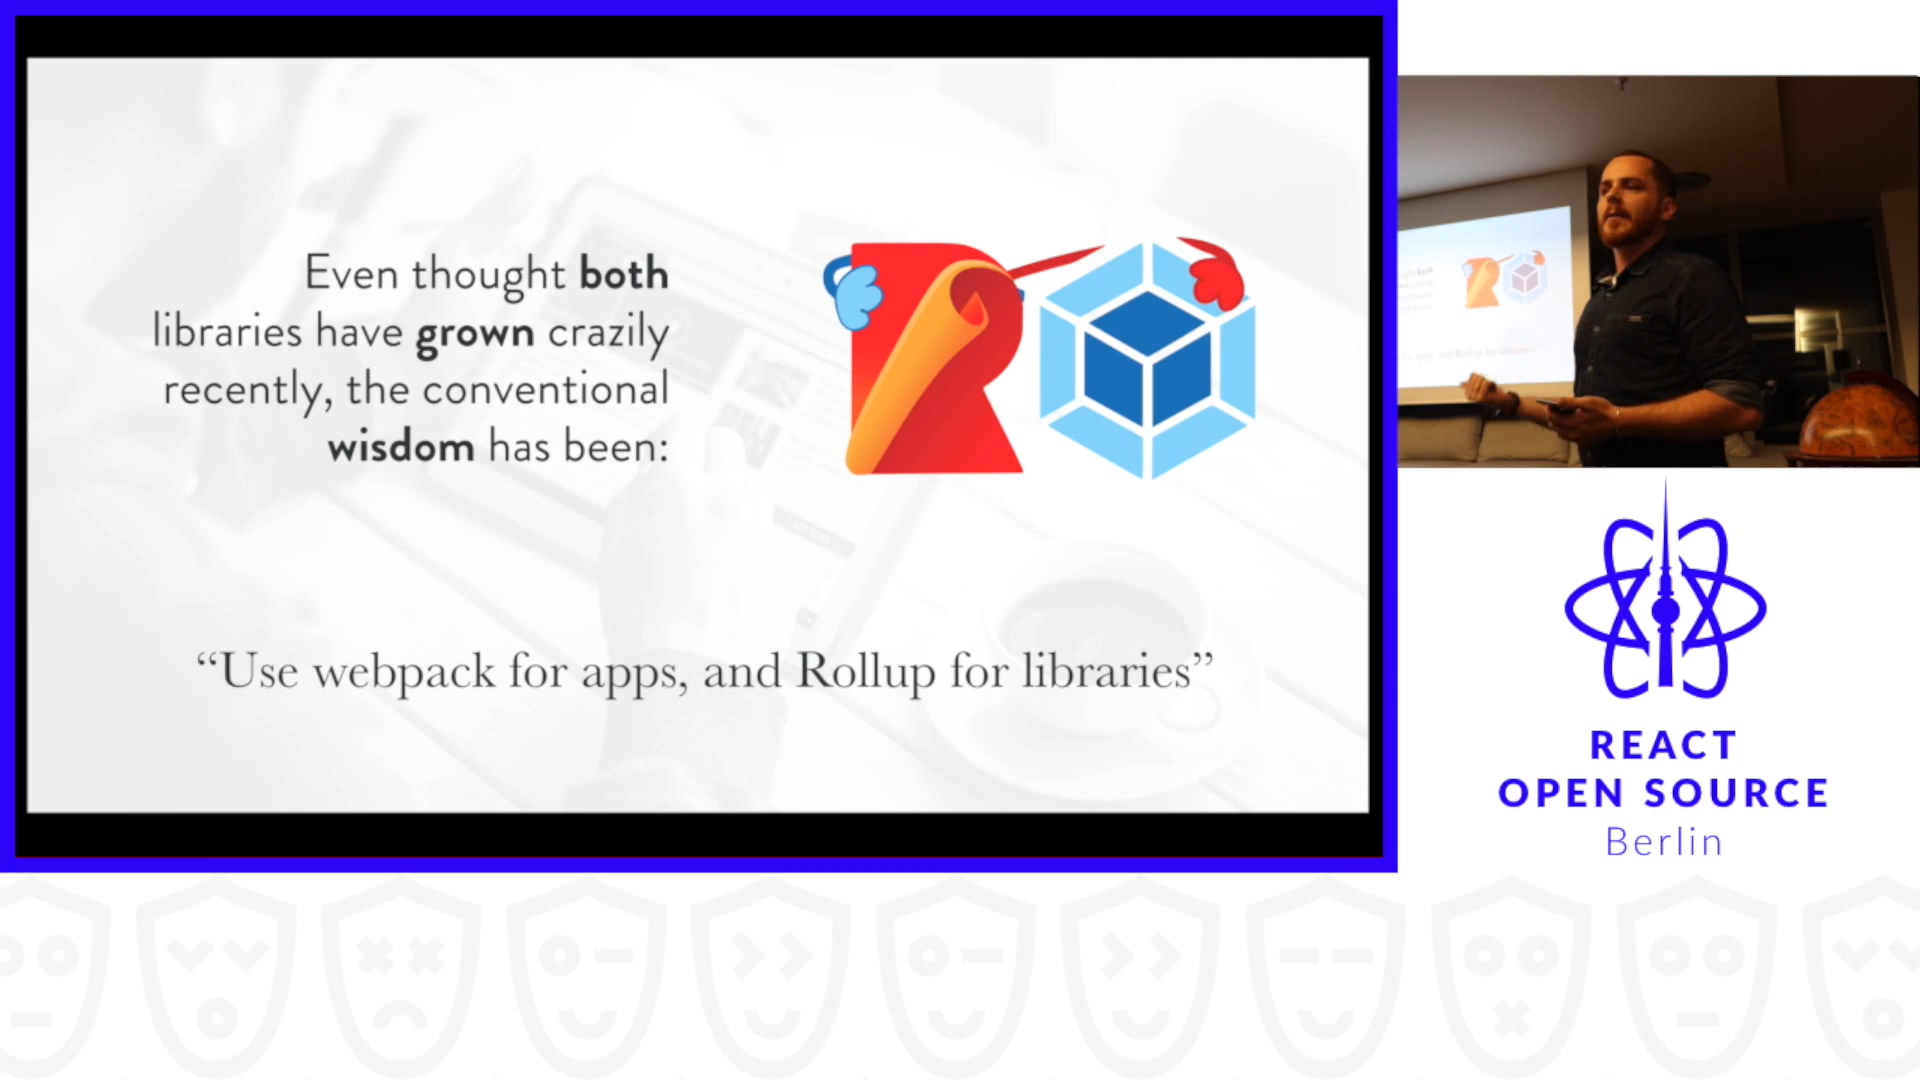 Even thought both
libraries have grown crazily
recently, the conventional
wisdom has been:
“Use webpack for apps, and Rollup for libraries”
REACT
OPEN SOURCE
Berlin